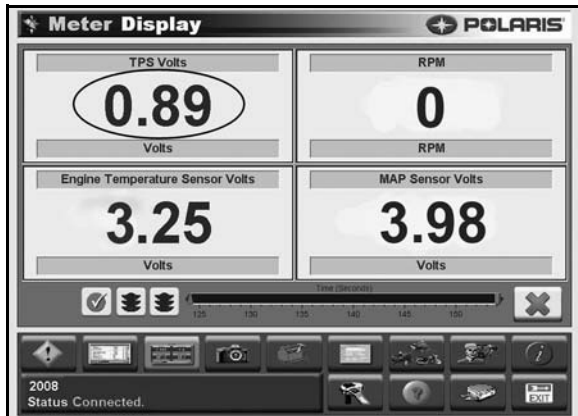 Meter Display
POLARIS
TPS Volts
0.89
Volts
RPM
0
RPM
Engine Temperature Sensor Volts
3.25
Volts
MAP Sensor Volts
3.98
Volts
Time (Seconds)
125 130 135 140 145 150
2008
Status Connected.
EXIT